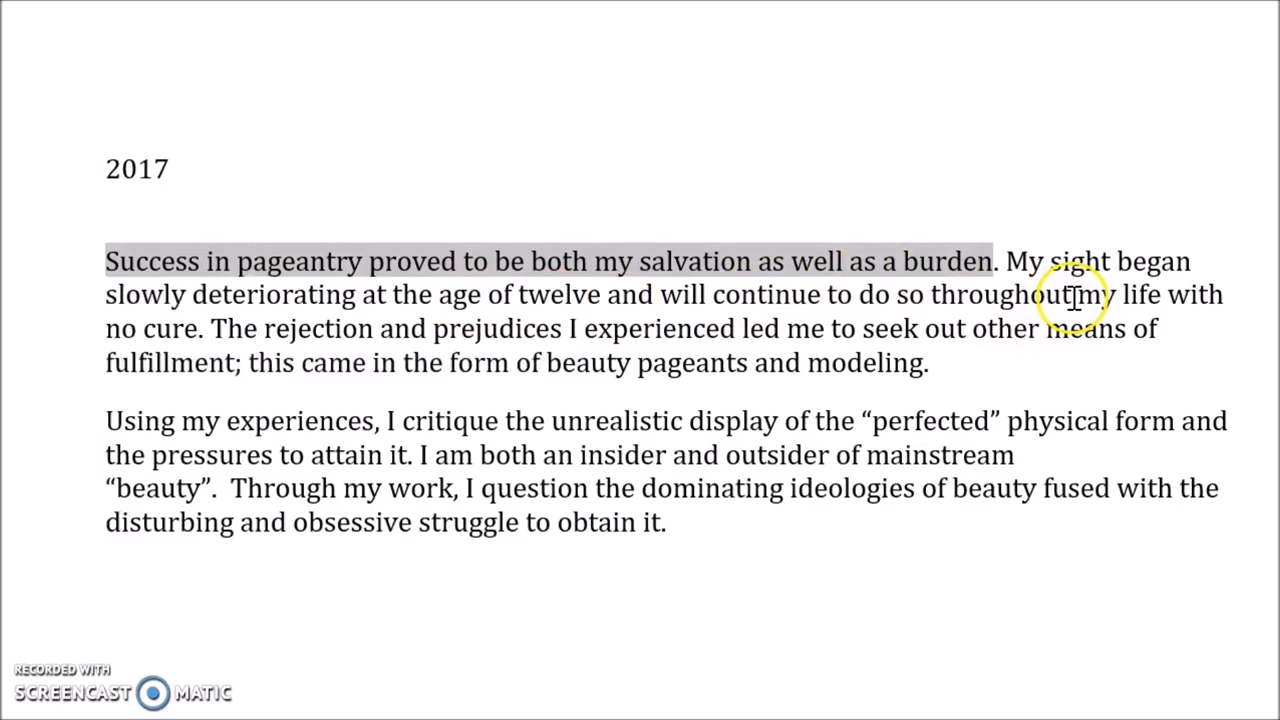 2017
Success in pageantry proved to be both my salvation as well as a burden. My sight began
slowly deteriorating at the age of twelve and will continue to do so throughout my life with
no cure. The rejection and prejudices I experienced led me to seek out other means of
fulfillment; this came in the form of beauty pageants and modeling.
Using my experiences, I critique the unrealistic display of the “perfected” physical form and
the pressures to attain it. I am both an insider and outsider of mainstream
“beauty”.  Through my work, I question the dominating ideologies of beauty fused with the
disturbing and obsessive struggle to obtain it.
RECORDED WITH
SCREENCAST MATIC